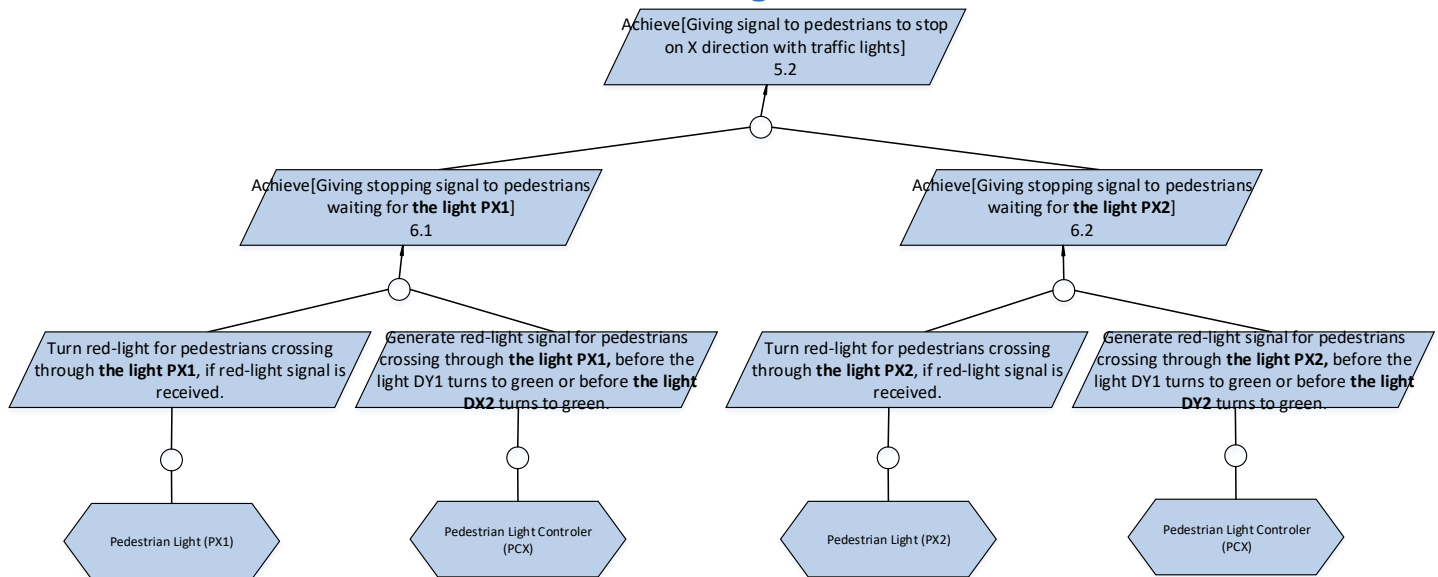 Achieve[Giving signal to pedestrians to stop
on X direction with traffic lights]
5.2
Achieve[Giving stopping signal to pedestrians
waiting for the light PX1]
6.1
Achieve[Giving stopping signal to pedestrians
waiting for the light PX2]
6.2
Turn red-light for pedestrians crossing
through the light PX1, if red-light signal is
received.
Generate red-light signal for pedestrians
crossing through the light PX1, before the
light DY1 turns to green or before the light
DX2 turns to green.
Turn red-light for pedestrians crossing
through the light PX2, if red-light signal is
received.
Generate red-light signal for pedestrians
crossing through the light PX2, before the
light DY1 turns to green or before the light
DY2 turns to green.
Pedestrian Light (PX1)
Pedestrian Light Controler
(PCX)
Pedestrian Light (PX2)
Pedestrian Light Controler
(PCX)